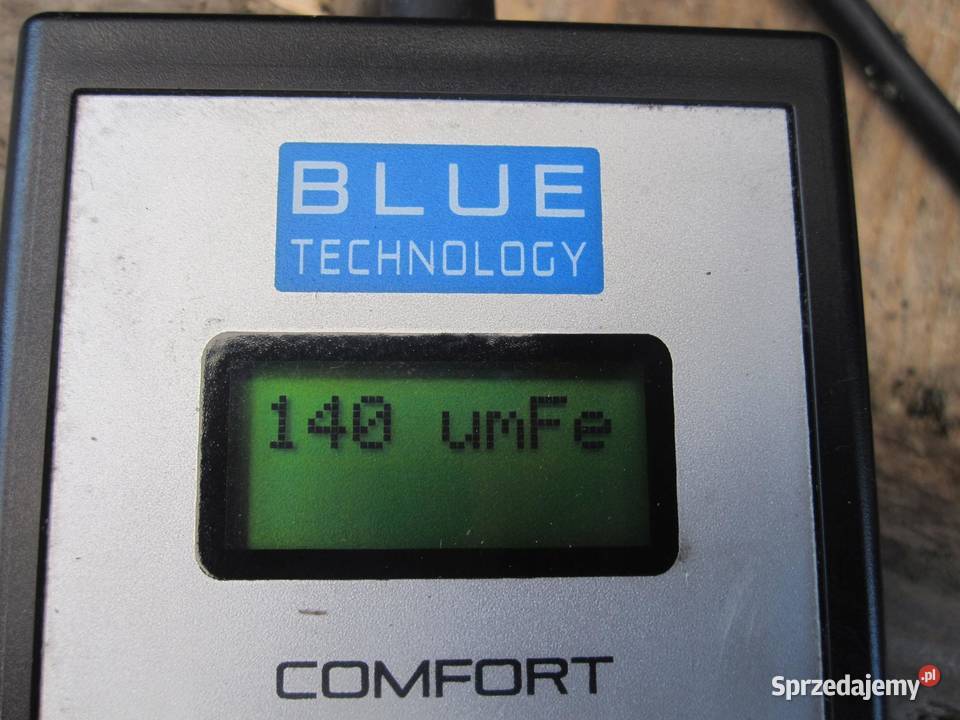 BLUE
TECHNOLOGY
140 umFe
COMFORT
Sprzedajemy.pl